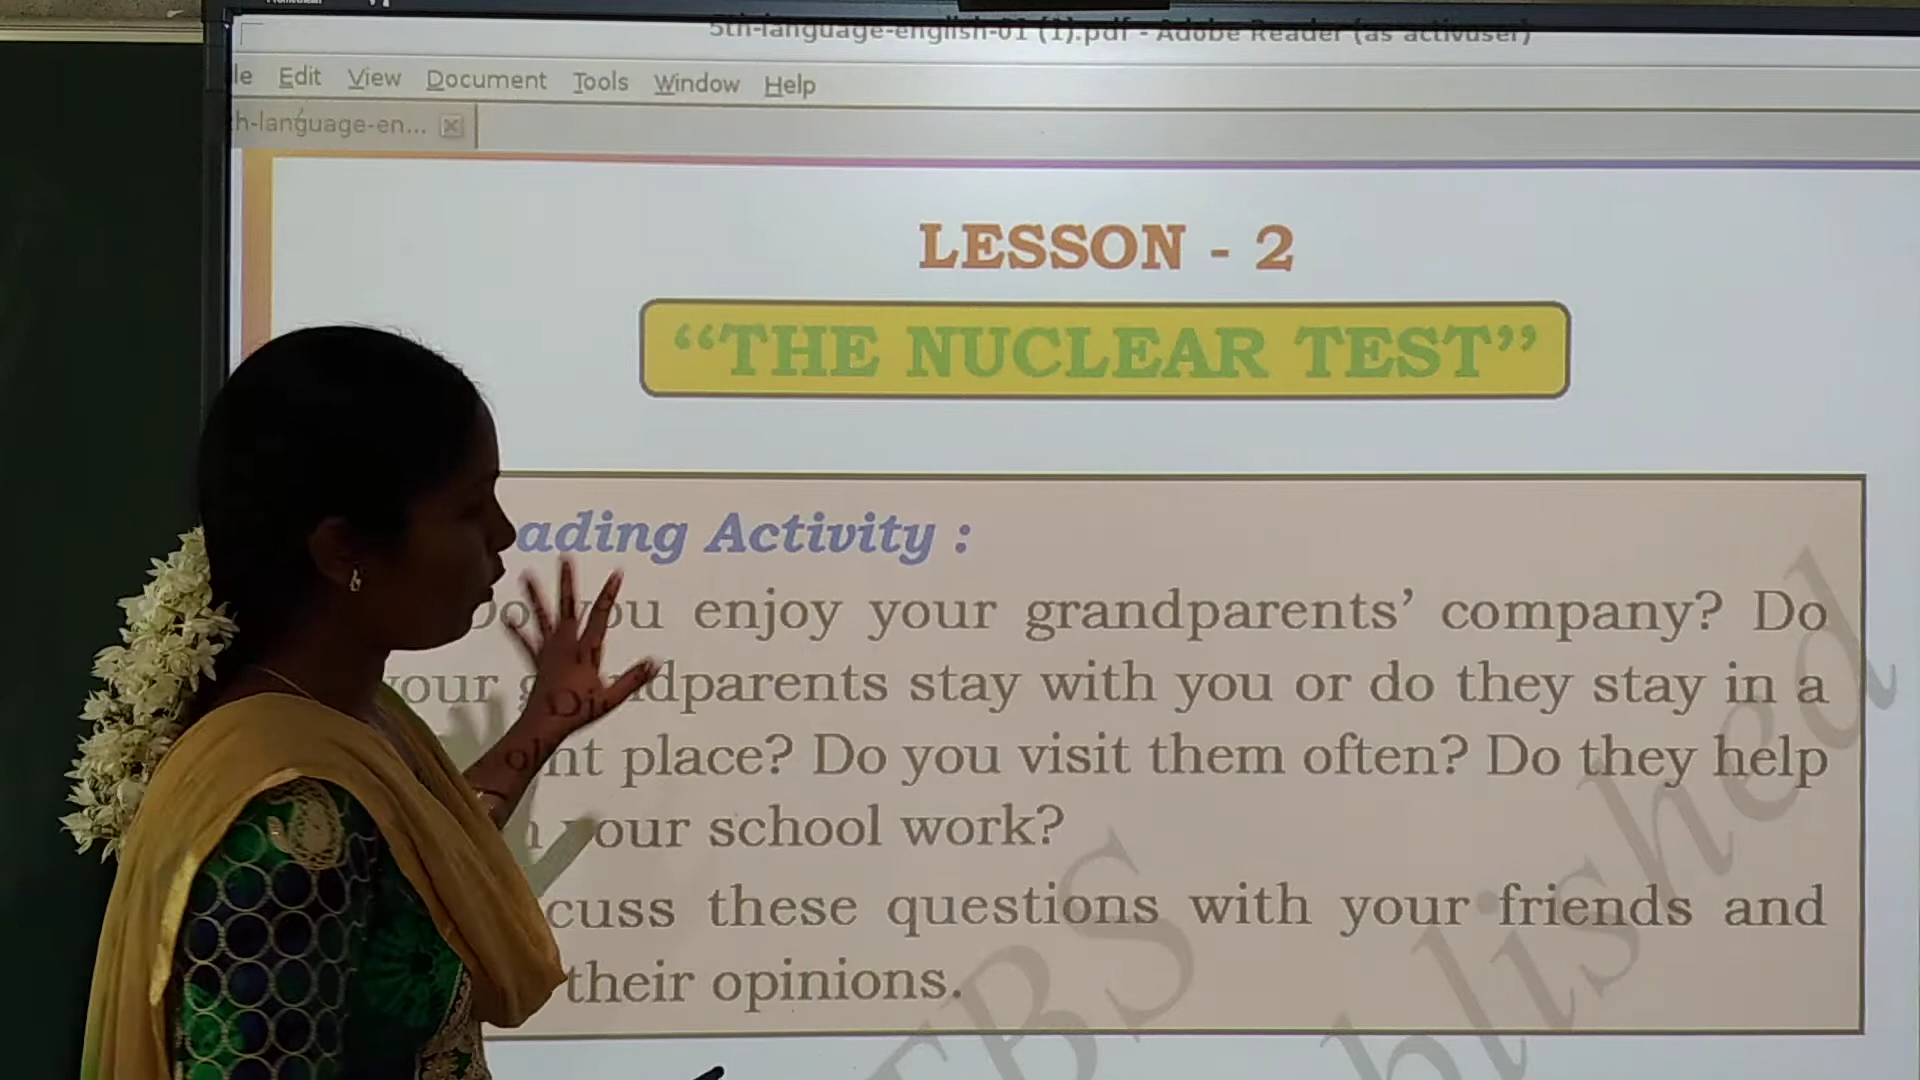 5th-language-english-01 (1).pdf - Adobe Reader (as activuser)
le Edit View Document Tools Window Help
h-language-en...
LESSON - 2
“THE NUCLEAR TEST”
ading Activity :
Do you enjoy your grandparents’ company? Do
your grandparents stay with you or do they stay in a
place? Do you visit them often? Do they help
your school work?
cuss these questions with your friends and
their opinions.
TBS
blished